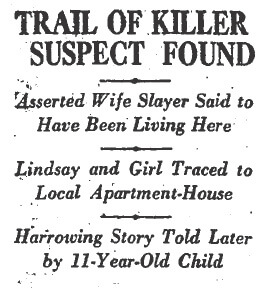 TRAIL OF KILLER
SUSPECT FOUND
Asserted Wife Slayer Said to
Have Been Living Here
Lindsay and Girl Traced to
Local Apartment-House
Harrowing Story Told Later
by 11-Year-Old Child